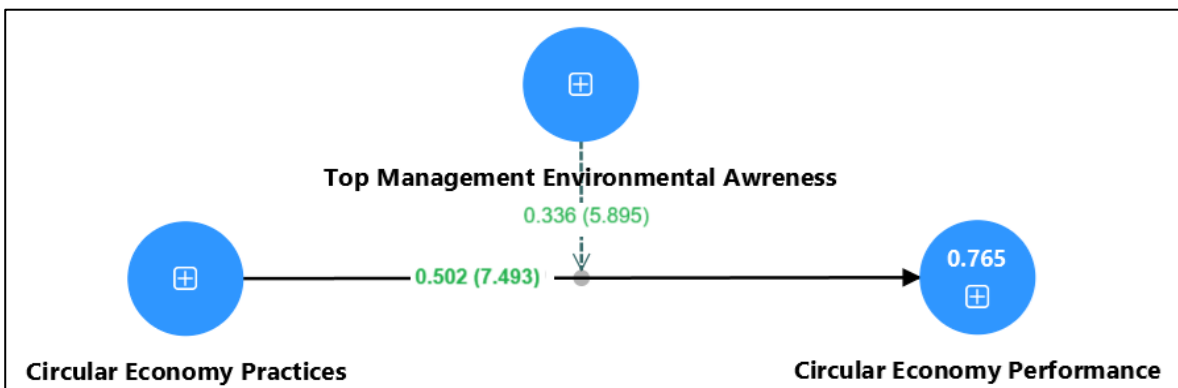 Top Management Environmental Awreness
0.336 (5.895)
0.765
0.502 (7.493)
Circular Economy Practices
Circular Economy Performance